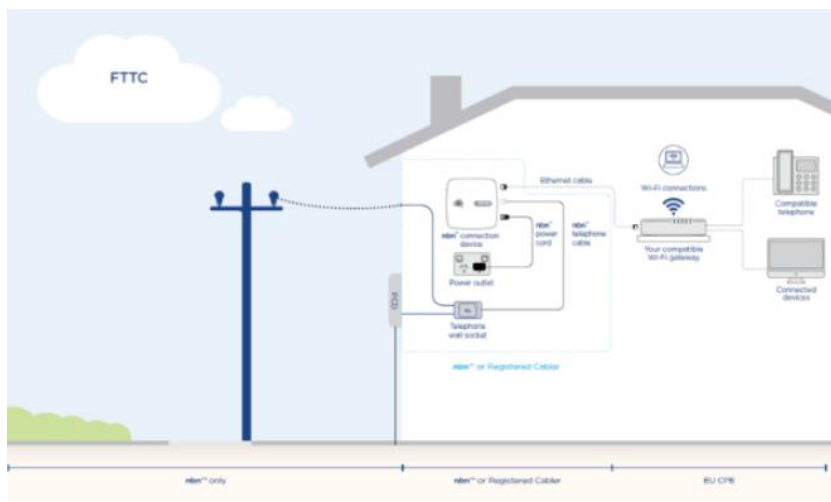 FTTC
Ethernet cable
Wi-Fi connections
Compatible
telephone
nbn™ connection
device
nbn™
power
cord
nbn™
telephone
cable
Your compatible
Wi-Fi gateway
Power outlet
Connected
devices
PCD
Telephone
wall socket
nbn™ or Registered Cabler
nbn™ only
nbn™ or Registered Cabler
EU CPE